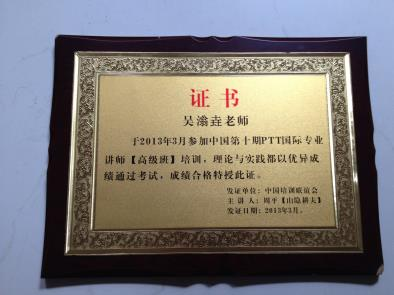 证书
吴滃垚老师
于2013年3月参加中国第十期PTT国际专业
讲师【高级班】培训，理论与实践都以优异成
绩通过考试，成绩合格特授此证。
发证单位：中国培训联谊会
主讲人：周平【山隐耕夫】
发证日期：2013年3月。